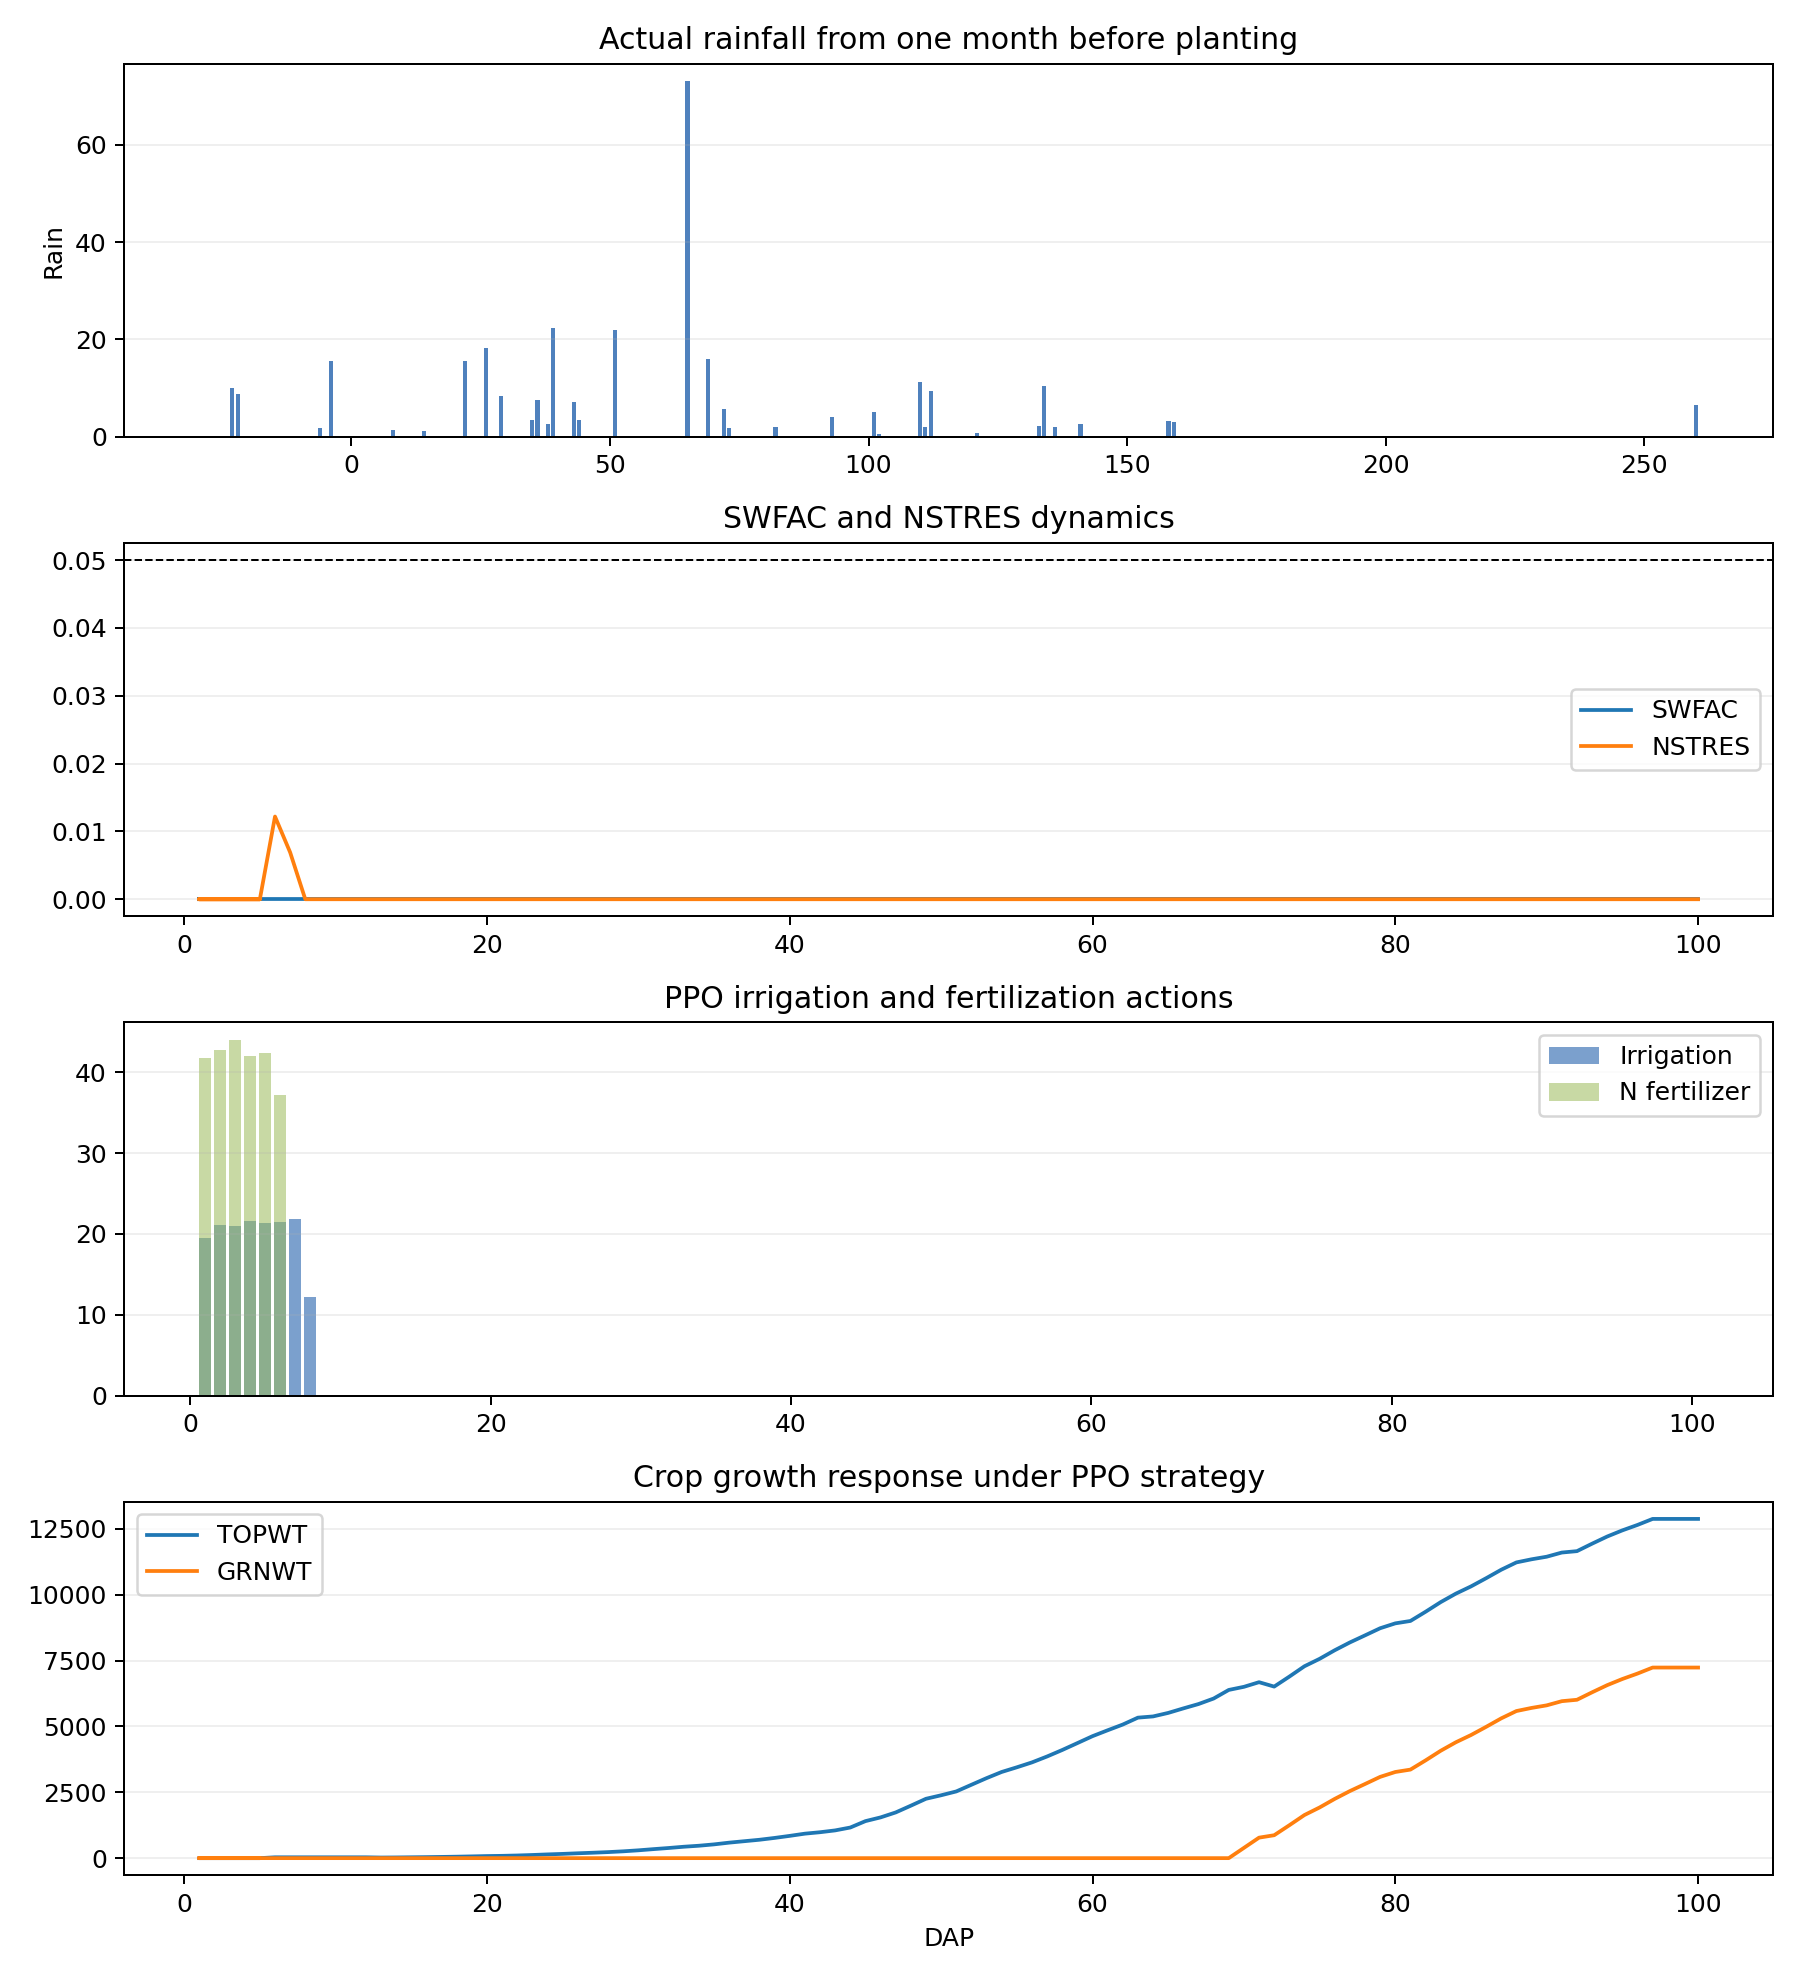 Actual rainfall from one month before planting
Rain
60
40
20
0
0 50 100 150 200 250
SWFAC and NSTRES dynamics
0.05
0.04
0.03
0.02
0.01
0.00
SWFAC
NSTRES
0 20 40 60 80 100
PPO irrigation and fertilization actions
40
30
20
10
0
Irrigation
N fertilizer
0 20 40 60 80 100
Crop growth response under PPO strategy
12500
10000
7500
5000
2500
0
TOPWT
GRNWT
0 20 40 60 80 100
DAP